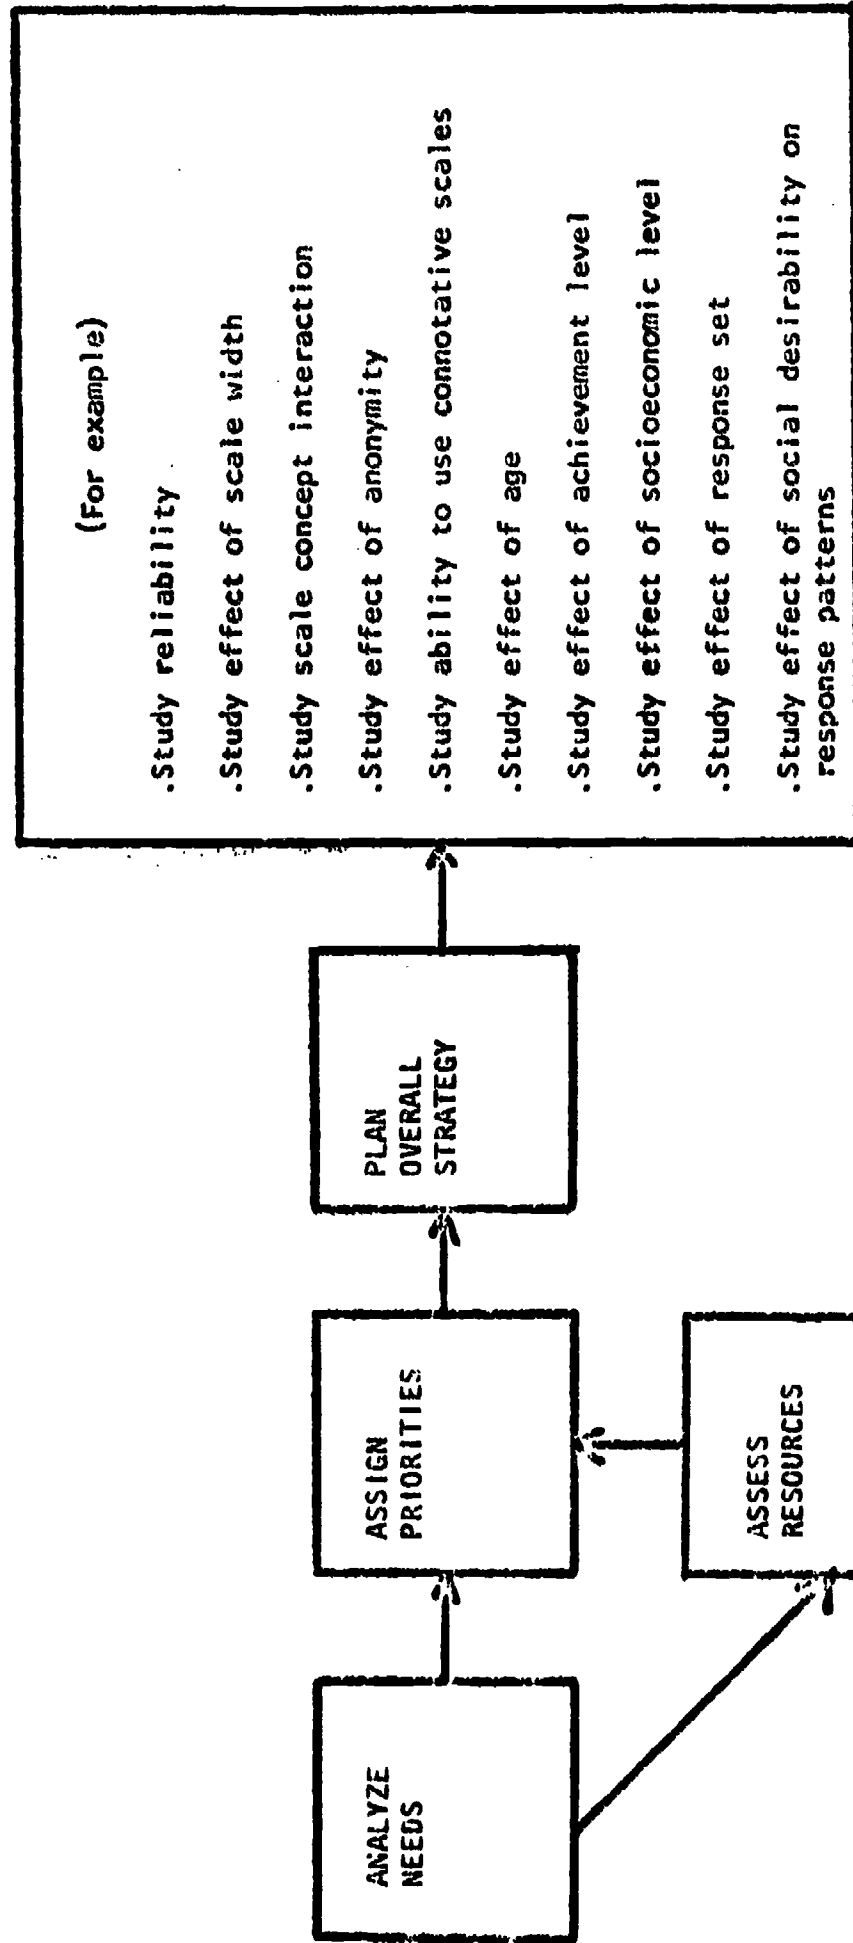 (For example)
.Study reliability
.Study effect of scale width
.Study scale concept interaction
.Study effect of anonymity
.Study ability to use connotative scales
.Study effect of age
.Study effect of achievement level
.Study effect of socioeconomic level
.Study effect of response set
.Study effect of social desirability on
response patterns
ANALYZE
NEEDS
ASSIGN
PRIORITIES
PLAN
OVERALL
STRATEGY
ASSESS
RESOURCES